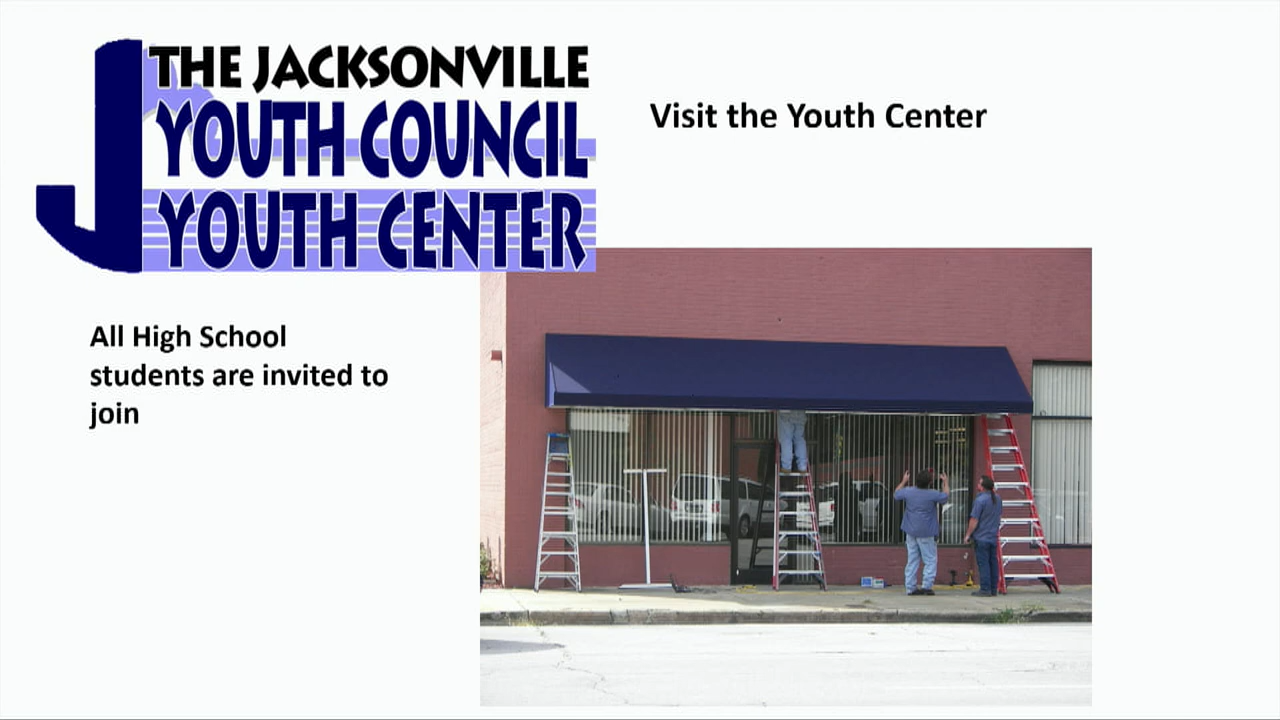 THE JACKSONVILLE
YOUTH COUNCIL
YOUTH CENTER
Visit the Youth Center
All High School
students are invited to
join